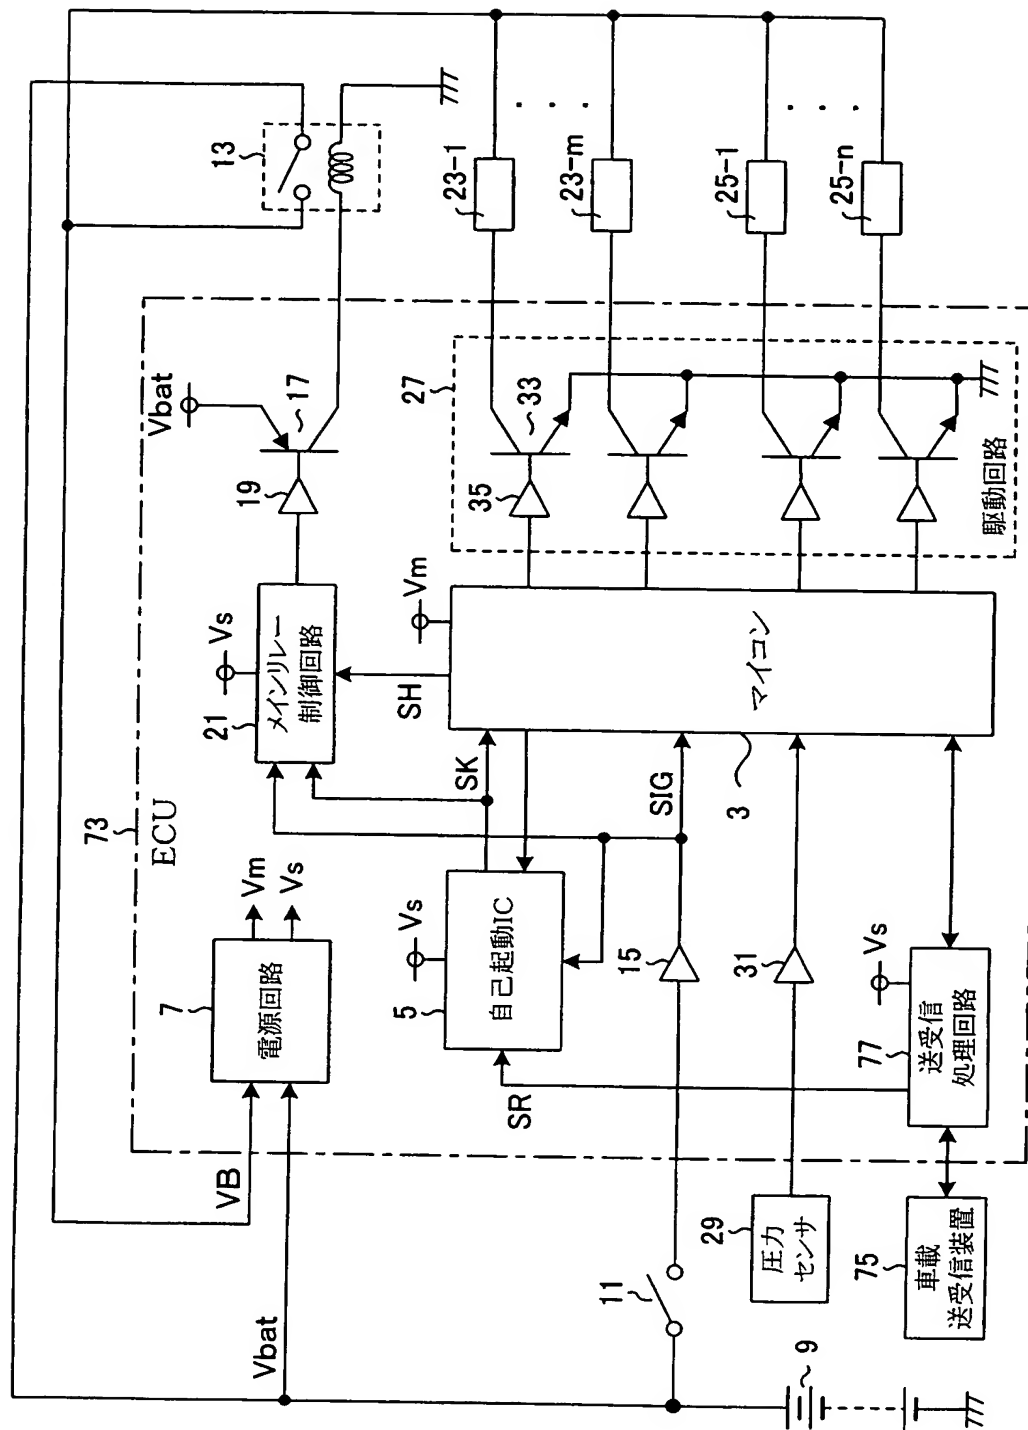 73
ECU
Vbat
VB
7
電源回路
Vm
Vs
21
メインリレー
制御回路
Vs
19
17
Vbat
13
5
自己起動IC
Vs
SK
SH
SR
SIG
15
11
9
3
マイコン
Vm
29
圧力
センサ
31
75
車載
送受信装置
77
送受信
処理回路
Vs
27
33
35
駆動回路
23-1
23-m
25-1
25-n